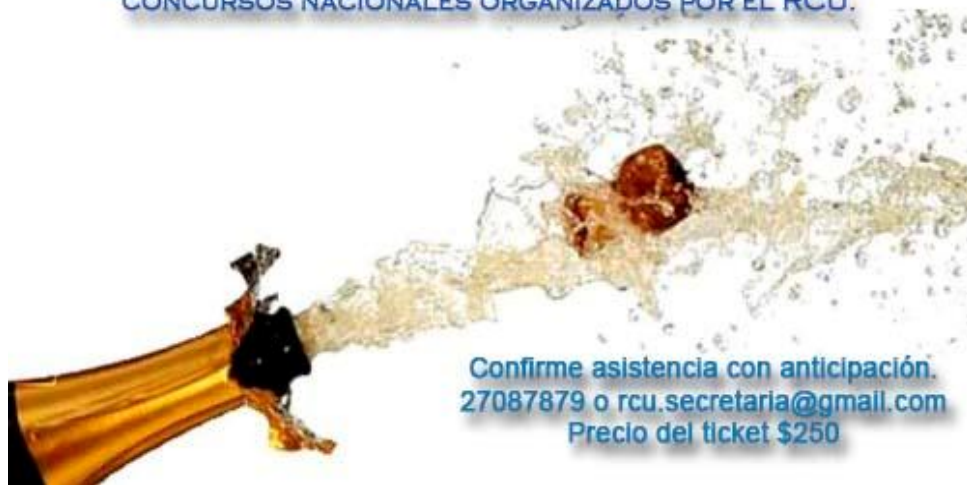 CONCURSOS NACIONALES ORGANIZADOS POR EL RCU.
Confirme asistencia con anticipación.
27087879 o rcu.secretaria@gmail.com
Precio del ticket $250